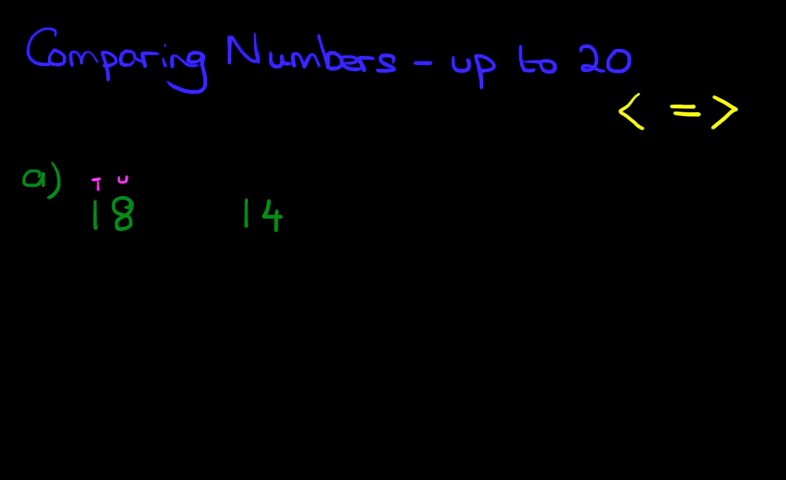 Comparing Numbers - up to 20
< = >
a) T U
18 14